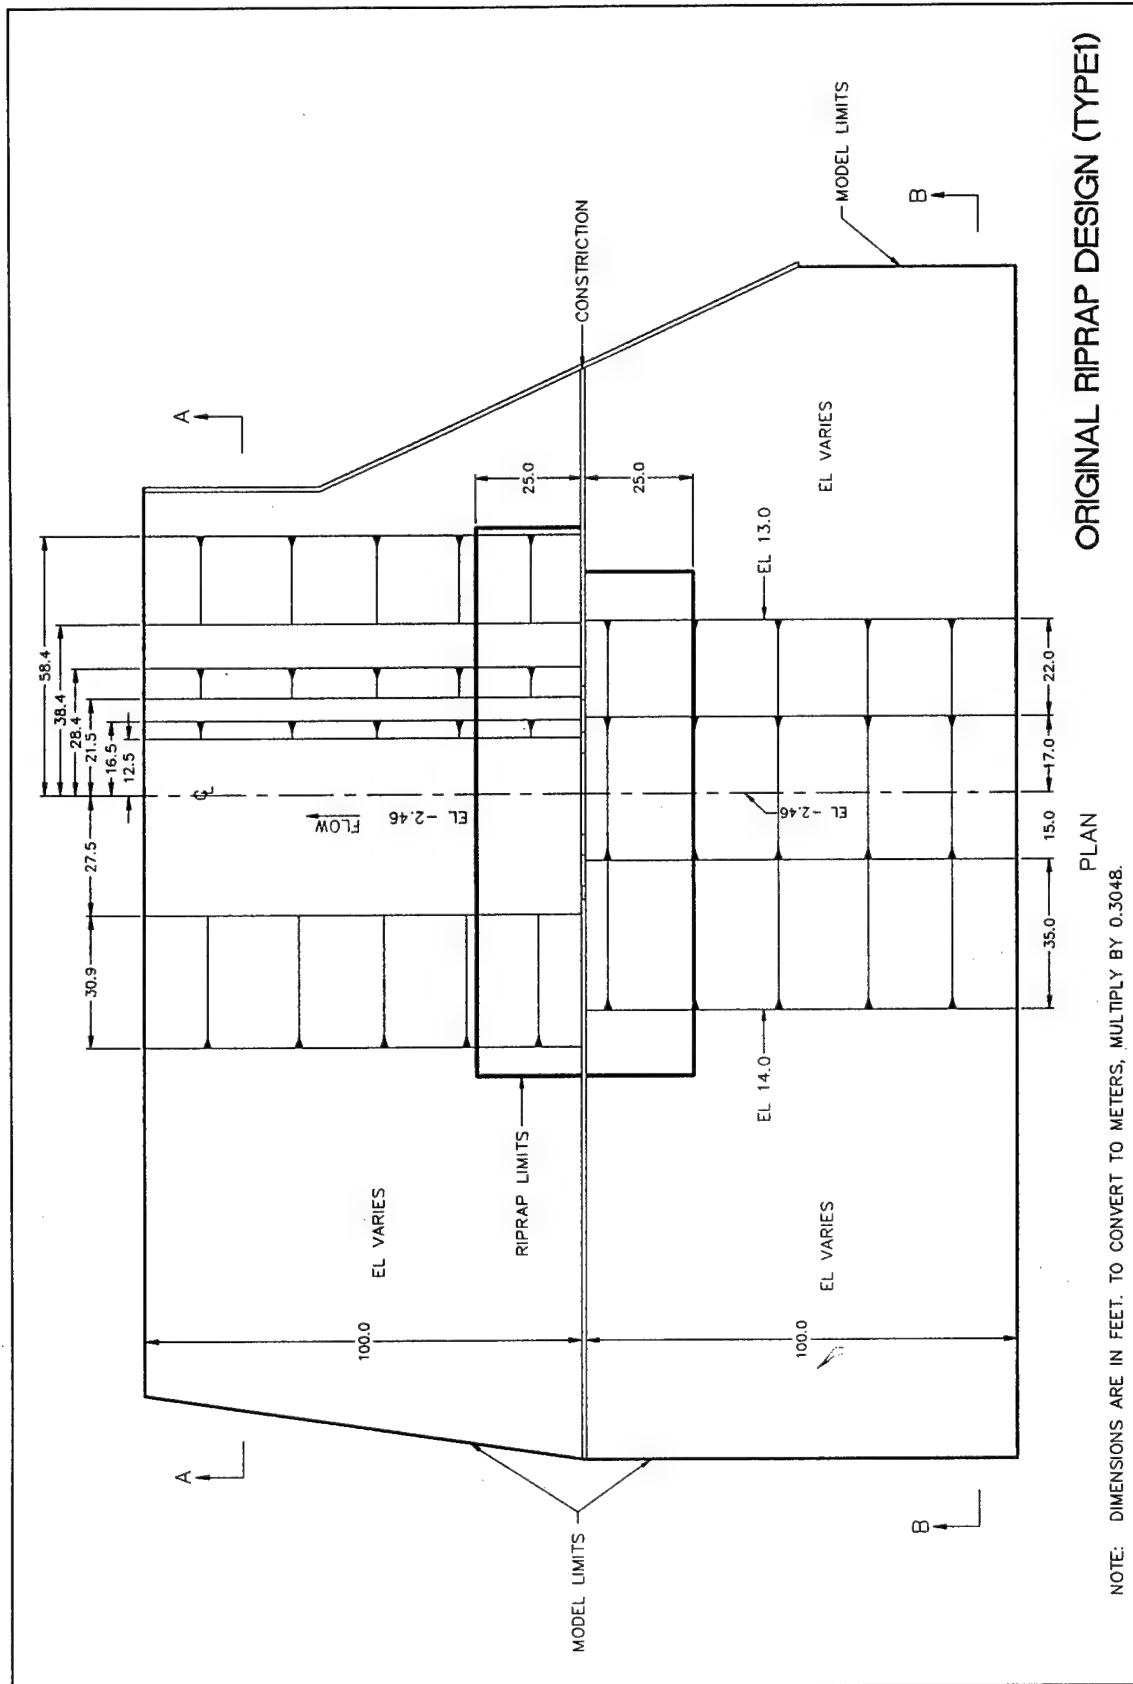 58.4
38.4
28.4
21.5
16.5
12.5
27.5
30.9
A
A
℄
FLOW
EL -2.46
CONSTRICTION
25.0
25.0
MODEL LIMITS
B
B
EL VARIES
EL VARIES
EL VARIES
RIPRAP LIMITS
100.0
100.0
EL 13.0
EL 14.0
EL -2.46
22.0
17.0
15.0
35.0
MODEL LIMITS
PLAN
ORIGINAL RIPRAP DESIGN (TYPE1)
NOTE: DIMENSIONS ARE IN FEET. TO CONVERT TO METERS, MULTIPLY BY 0.3048.